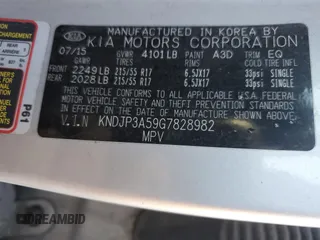 MANUFACTURED IN KOREA BY
KIA
KIA MOTORS CORPORATION
07/15 GVWR 4101LB PAINT A3D TRIM EQ
GAWR TIRES RIMS COLD TIRE INFL
FRONT 2249LB 215/55 R17 6.5JX17 33psi SINGLE
REAR 2028LB 215/55 R17 6.5JX17 33psi SINGLE
THIS VEHICLE CONFORMS TO ALL APPLICABLE
U.S.A. FEDERAL MOTOR VEHICLE SAFETY, BUMPER,
AND THEFT PREVENTION STANDARDS IN EFFECT ON
THE DATE OF MANUFACTURE SHOWN ABOVE.
V.I.N KNDJP3A59G7828982
MPV
P61
DREAMBID